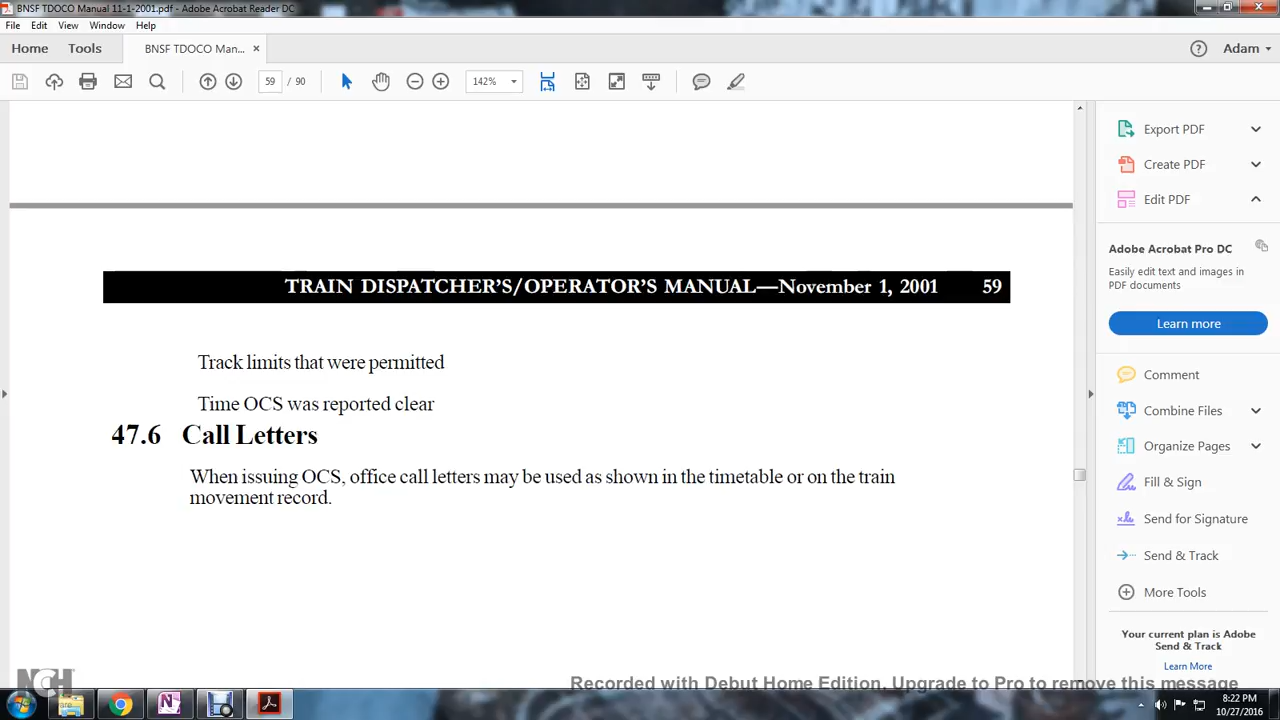 BNSF TDOCO Manual 11-1-2001.pdf - Adobe Acrobat Reader DC
File Edit View Window Help
Home Tools BNSF TDOCO Man... × Adam
59 / 90 142%
Export PDF
Create PDF
Edit PDF
Adobe Acrobat Pro DC
Easily edit text and images in
PDF documents
Learn more
Comment
Combine Files
Organize Pages
Fill & Sign
Send for Signature
Send & Track
More Tools
Your current plan is Adobe
Send & Track
Learn More
TRAIN DISPATCHER'S/OPERATOR'S MANUAL—November 1, 2001 59
Track limits that were permitted
Time OCS was reported clear
47.6 Call Letters
When issuing OCS, office call letters may be used as shown in the timetable or on the train
movement record.
NCH
Recorded with Debut Home Edition. Upgrade to Pro to remove this message
8:22 PM
10/27/2016